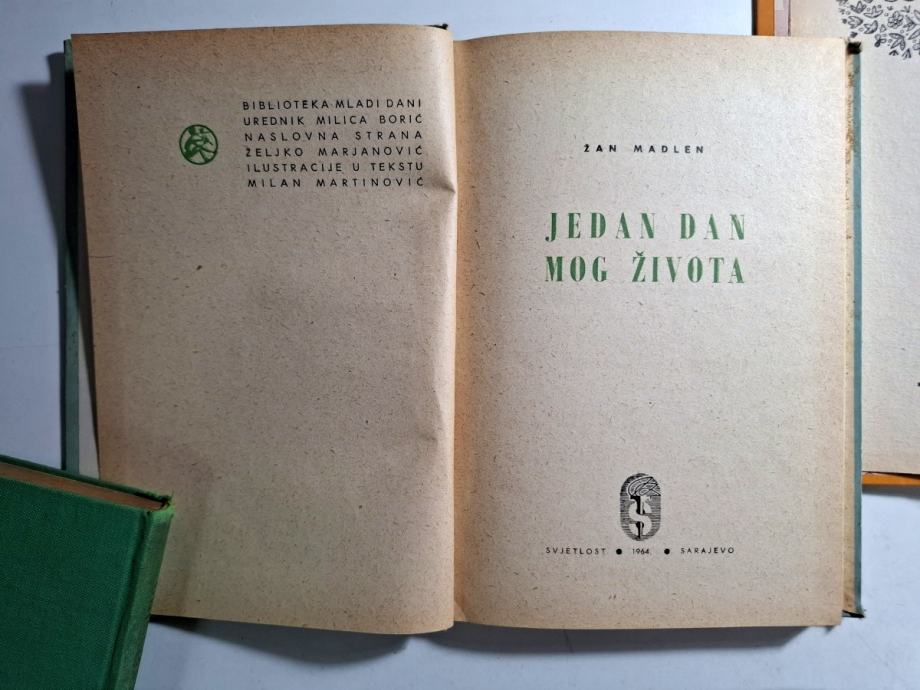 BIBLIOTEKA MLADI DANI
UREDNIK MILICA BORIĆ
NASLOVNA STRANA
ŽELJKO MARJANOVIĆ
ILUSTRACIJE U TEKSTU
MILAN MARTINOVIĆ
ŽAN MADLEN
JEDAN DAN
MOG ŽIVOTA
S
SVJETLOST ● 1964. ● SARAJEVO